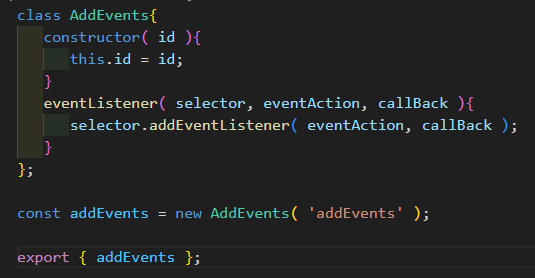 class AddEvents{
constructor( id ){
this.id = id;
}
eventListener( selector, eventAction, callBack ){
selector.addEventListener( eventAction, callBack );
}
};
const addEvents = new AddEvents( 'addEvents' );
export { addEvents };